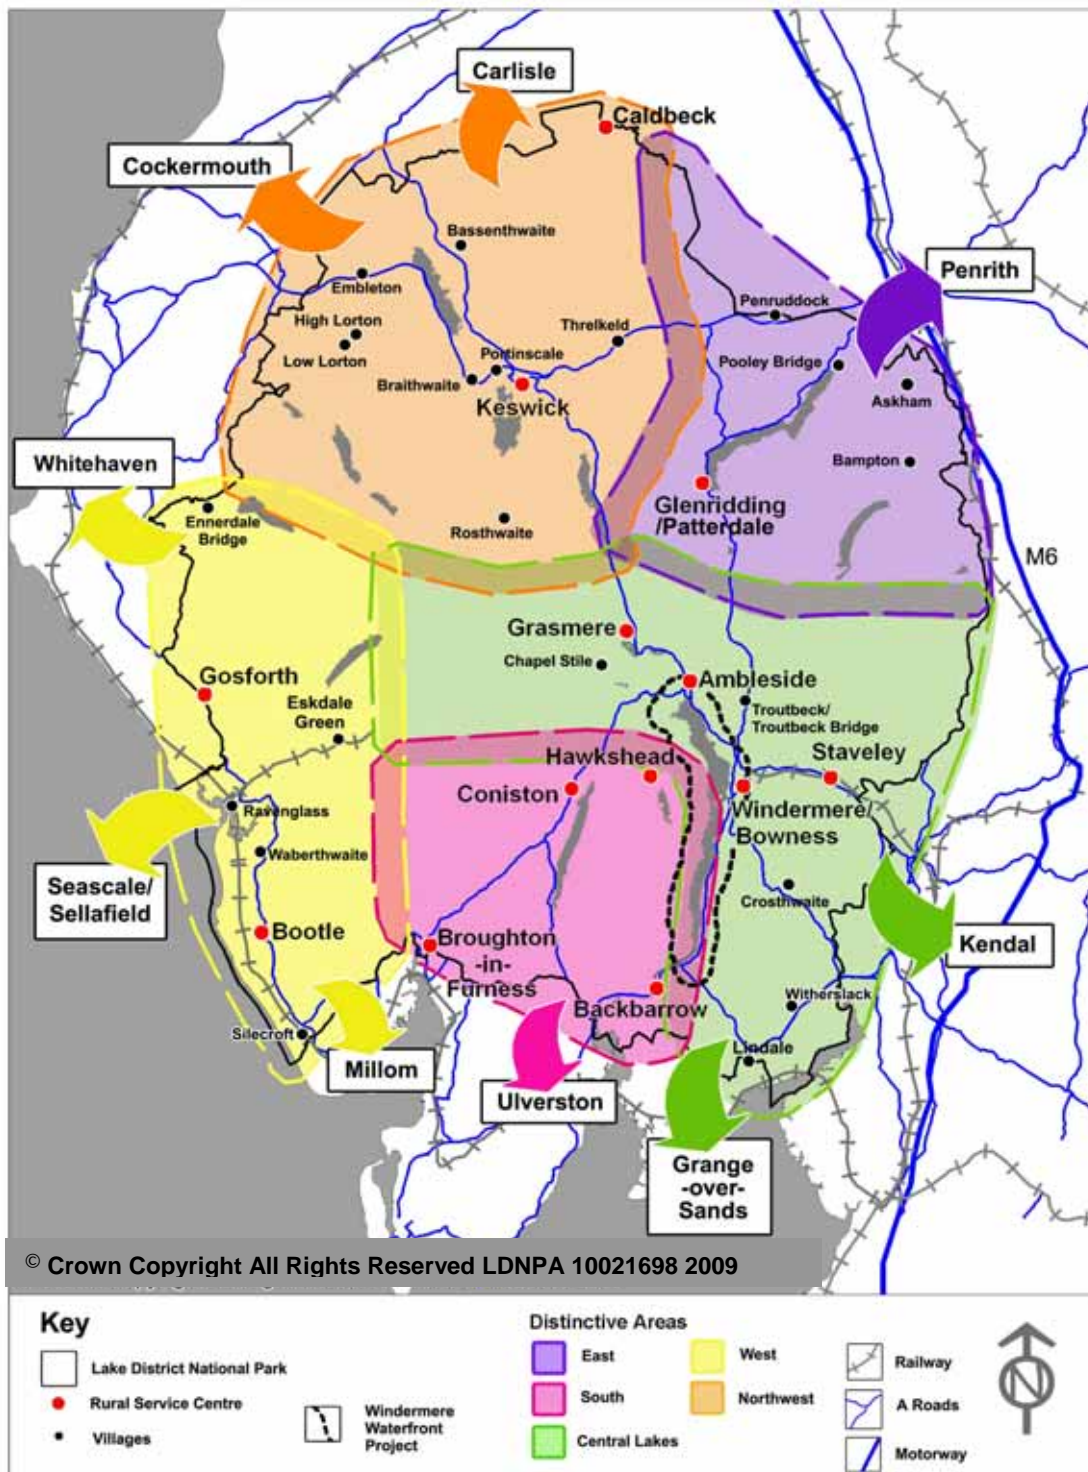 Carlisle
Caldbeck
Cockermouth
Bassenthwaite
Penrith
Embleton
Penruddock
High Lorton
Threlkeld
Low Lorton
Portinscale
Pooley Bridge
Braithwaite
Keswick
Askham
Whitehaven
Bampton
Glenridding
/Patterdale
Ennerdale
Bridge
Rosthwaite
M6
Grasmere
Chapel Stile
Gosforth
Ambleside
Eskdale
Green
Troutbeck/
Troutbeck Bridge
Hawkshead
Staveley
Coniston
Windermere/
Bowness
Ravenglass
Waberthwaite
Seascale/
Sellafield
Crosthwaite
Bootle
Broughton
-in-
Furness
Kendal
Backbarrow
Witherslack
Silecroft
Lindale
Millom
Ulverston
Grange
-over-
Sands
© Crown Copyright All Rights Reserved LDNPA 10021698 2009
Key
Lake District National Park
Rural Service Centre
Villages
Windermere
Waterfront
Project
Distinctive Areas
East
West
South
Northwest
Central Lakes
Railway
A Roads
Motorway
N